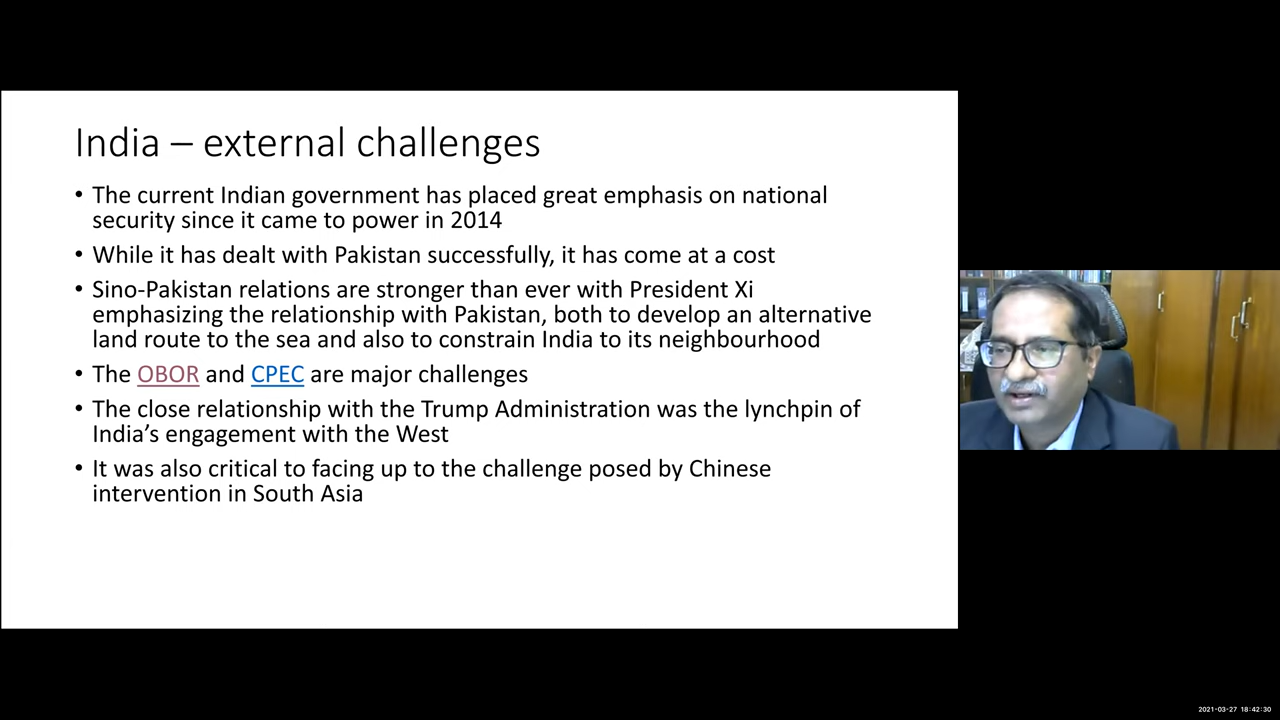 India – external challenges
• The current Indian government has placed great emphasis on national
security since it came to power in 2014
• While it has dealt with Pakistan successfully, it has come at a cost
• Sino-Pakistan relations are stronger than ever with President Xi
emphasizing the relationship with Pakistan, both to develop an alternative
land route to the sea and also to constrain India to its neighbourhood
• The OBOR and CPEC are major challenges
• The close relationship with the Trump Administration was the lynchpin of
India’s engagement with the West
• It was also critical to facing up to the challenge posed by Chinese
intervention in South Asia
2021-03-27 18:42:30